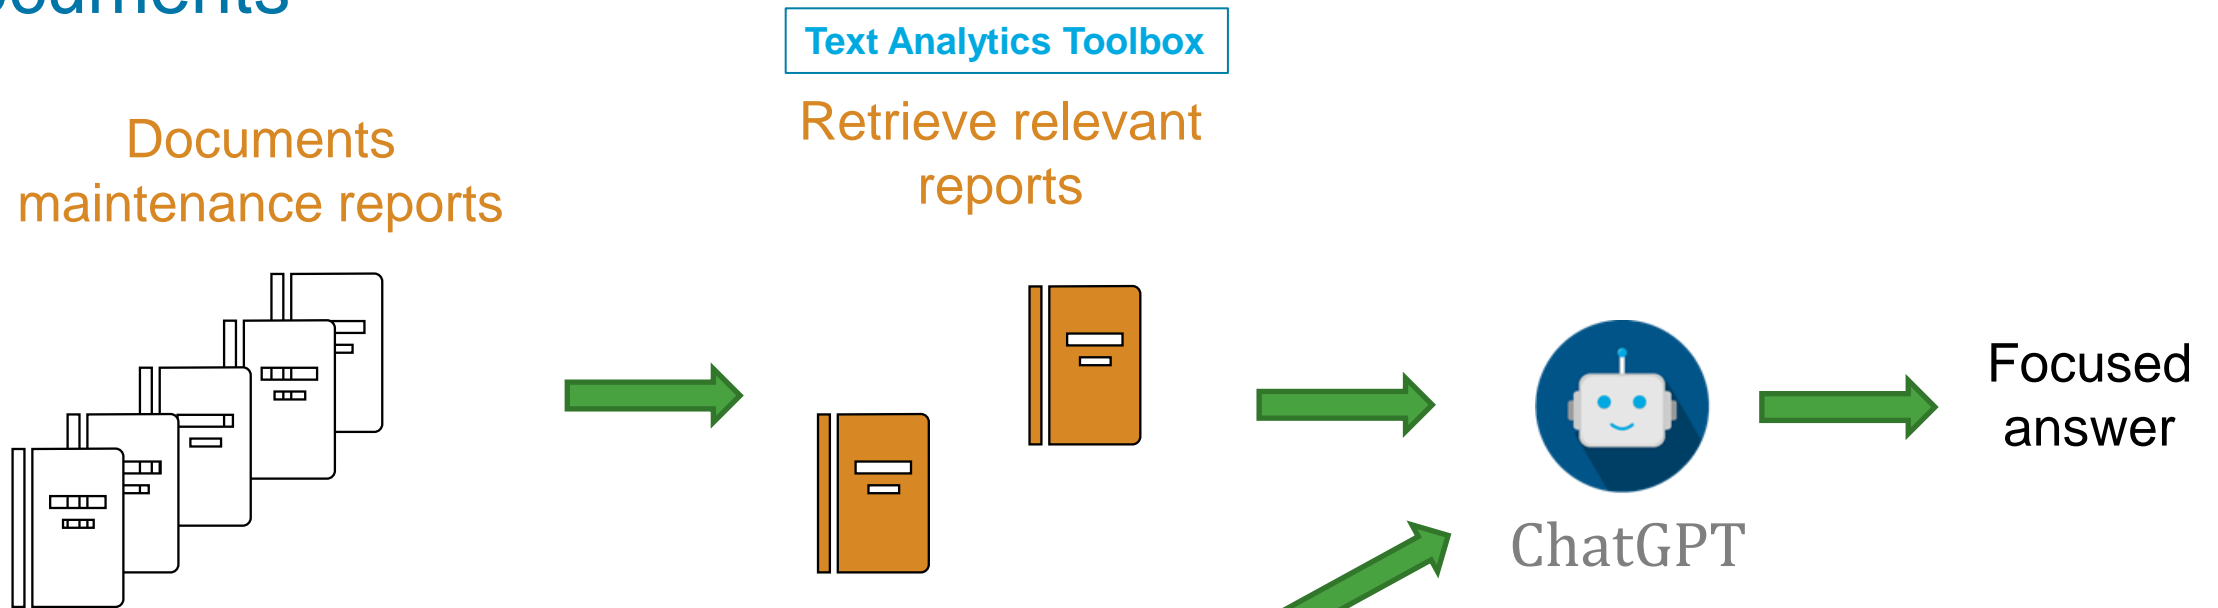 Text Analytics Toolbox
Documents
maintenance reports
Retrieve relevant
reports
ChatGPT
Focused
answer